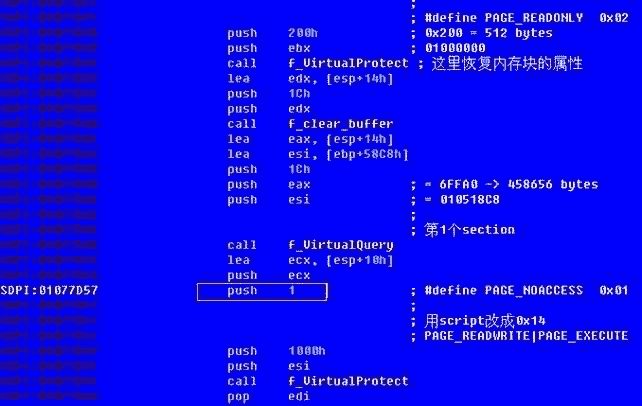 ;
; #define PAGE_READONLY 0x02
push 200h ; 0x200 = 512 bytes
push ebx ; 01000000
call f_VirtualProtect ; 这里恢复内存块的属性
lea edx, [esp+14h]
push 1Ch
push edx
call f_clear_buffer
lea eax, [esp+14h]
lea esi, [ebp+58C8h]
push 1Ch
push eax ; = 6FFA0 ~> 458656 bytes
push esi ; = 010518C8
;
; 第1个section
call f_VirtualQuery
lea ecx, [esp+10h]
push ecx
SDPI:01077D57 push 1 ; #define PAGE_NOACCESS 0x01
;
; 用script改成0x14
; PAGE_READWRITE|PAGE_EXECUTE
push 1000h
push esi
call f_VirtualProtect
pop edi